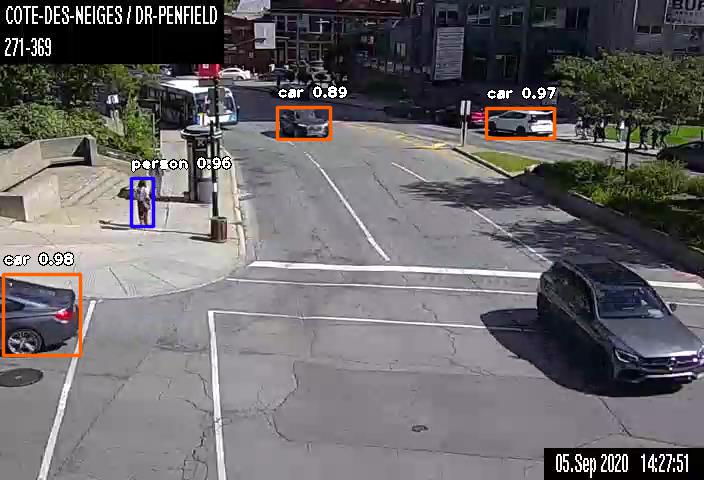 COTE-DES-NEIGES / DR-PENFIELD
271-369
BUF
car 0.89
car 0.97
person 0.96
car 0.98
05.Sep 2020 14:27:51